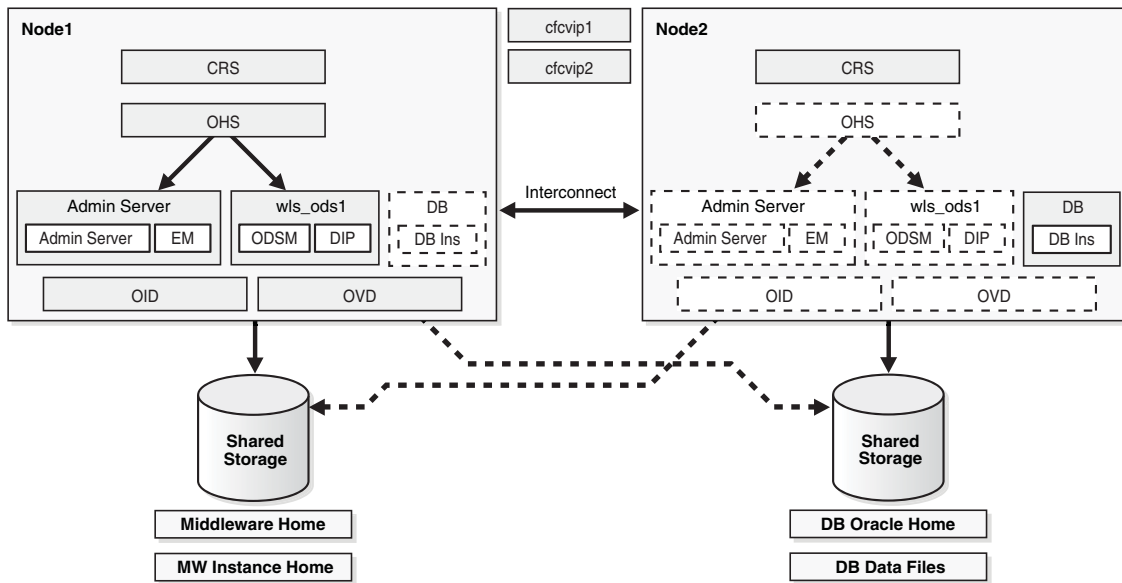 Node1
CRS
OHS
Admin Server
Admin Server
EM
wls_ods1
ODSM
DIP
DB
DB Ins
OID
OVD
cfcvip1
cfcvip2
Interconnect
Node2
CRS
OHS
Admin Server
Admin Server
EM
wls_ods1
ODSM
DIP
DB
DB Ins
OID
OVD
Shared
Storage
Middleware Home
MW Instance Home
Shared
Storage
DB Oracle Home
DB Data Files